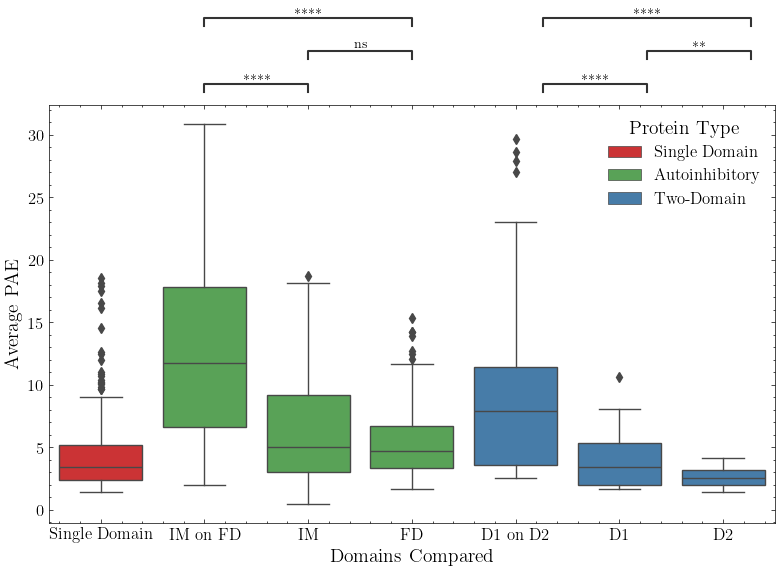 **** ****
ns **
**** ****
Protein Type
Single Domain
Autoinhibitory
Two-Domain
30
25
20
15
10
5
0
Average PAE
Single Domain IM on FD IM FD D1 on D2 D1 D2
Domains Compared